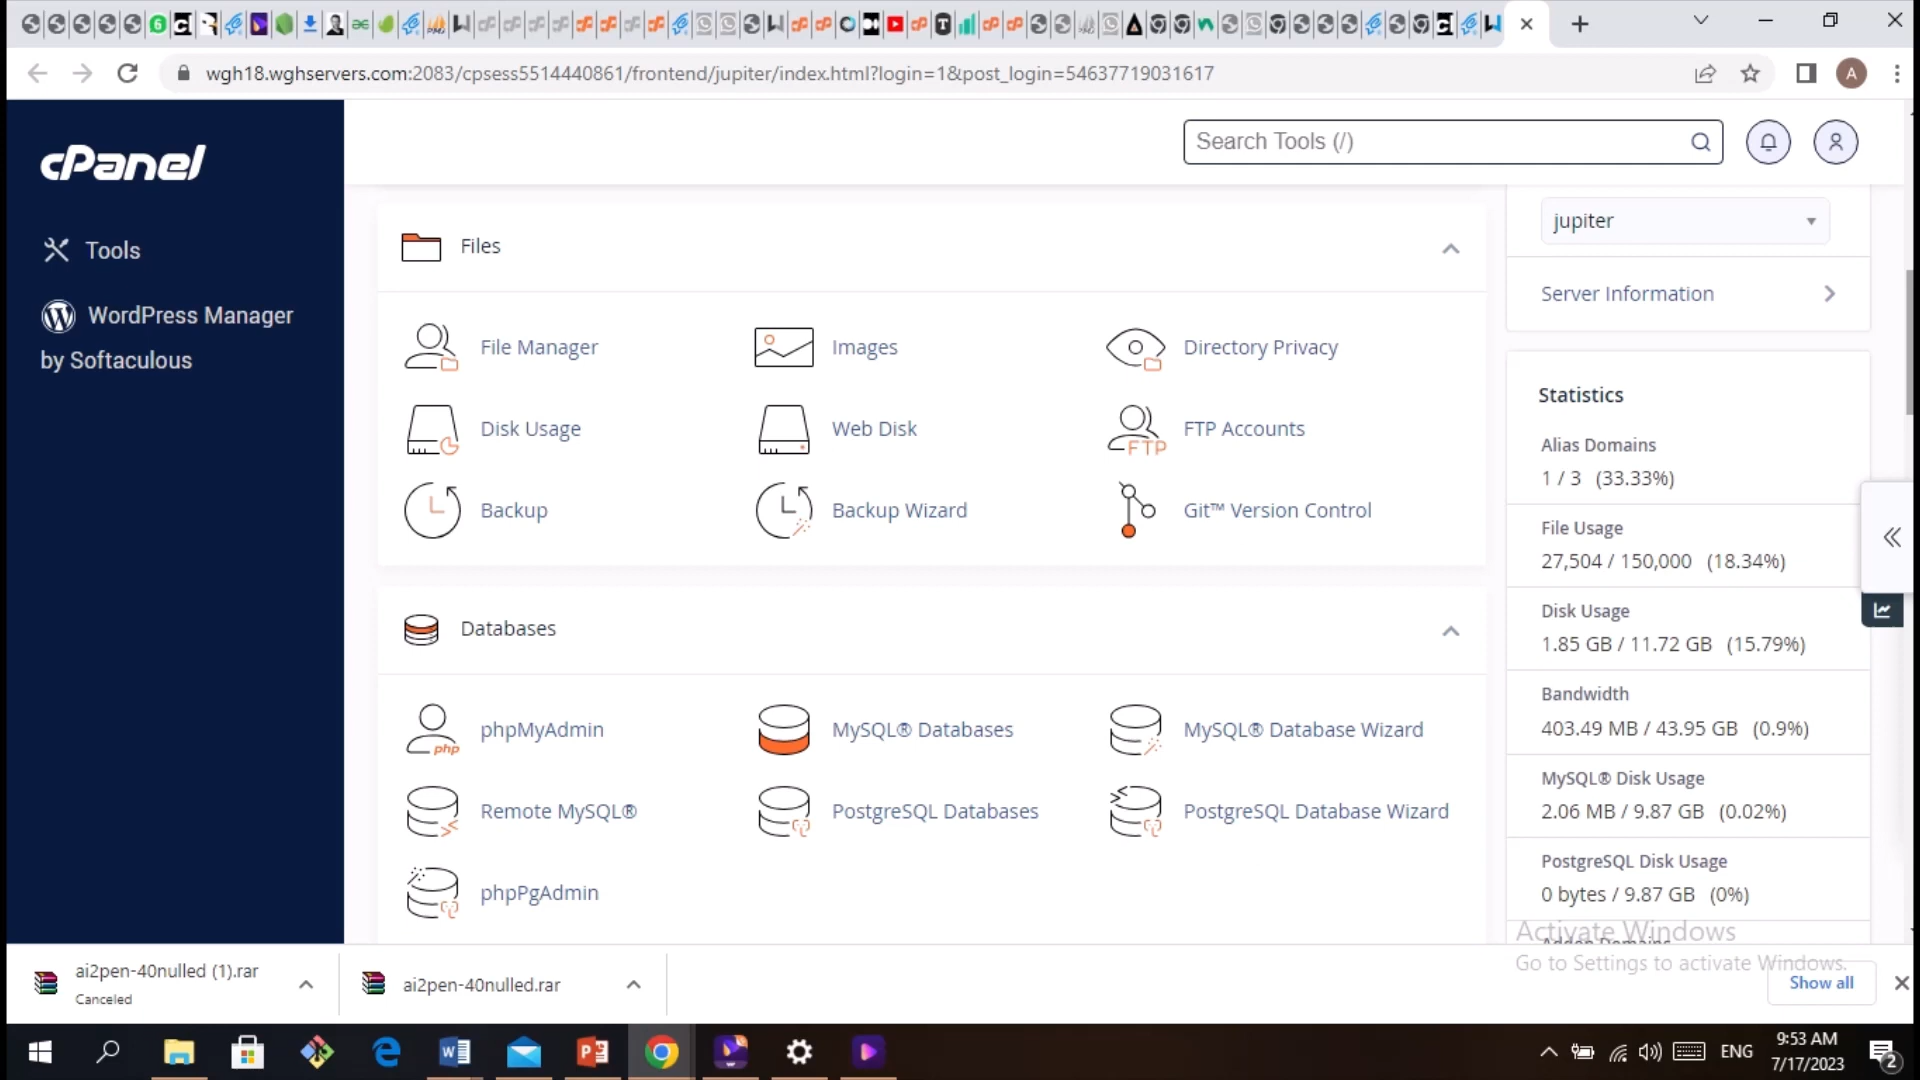 wgh18.wghservers.com:2083/cpsess5514440861/frontend/jupiter/index.html?login=1&post_login=54637719031617
A
cPanel
Search Tools (/)
Tools
WordPress Manager
by Softaculous
Files
File Manager
Images
Directory Privacy
Disk Usage
Web Disk
FTP
FTP Accounts
Backup
Backup Wizard
Git™ Version Control
Databases
php
phpMyAdmin
MySQL® Databases
MySQL® Database Wizard
Remote MySQL®
PostgreSQL Databases
PostgreSQL Database Wizard
phpPgAdmin
jupiter
Server Information
Statistics
Alias Domains
1 / 3 (33.33%)
File Usage
27,504 / 150,000 (18.34%)
Disk Usage
1.85 GB / 11.72 GB (15.79%)
Bandwidth
403.49 MB / 43.95 GB (0.9%)
MySQL® Disk Usage
2.06 MB / 9.87 GB (0.02%)
PostgreSQL Disk Usage
0 bytes / 9.87 GB (0%)
Addon Domains
Activate Windows
Go to Settings to activate Windows.
ai2pen-40nulled (1).rar
Canceled
ai2pen-40nulled.rar
Show all
ENG
9:53 AM
7/17/2023
2